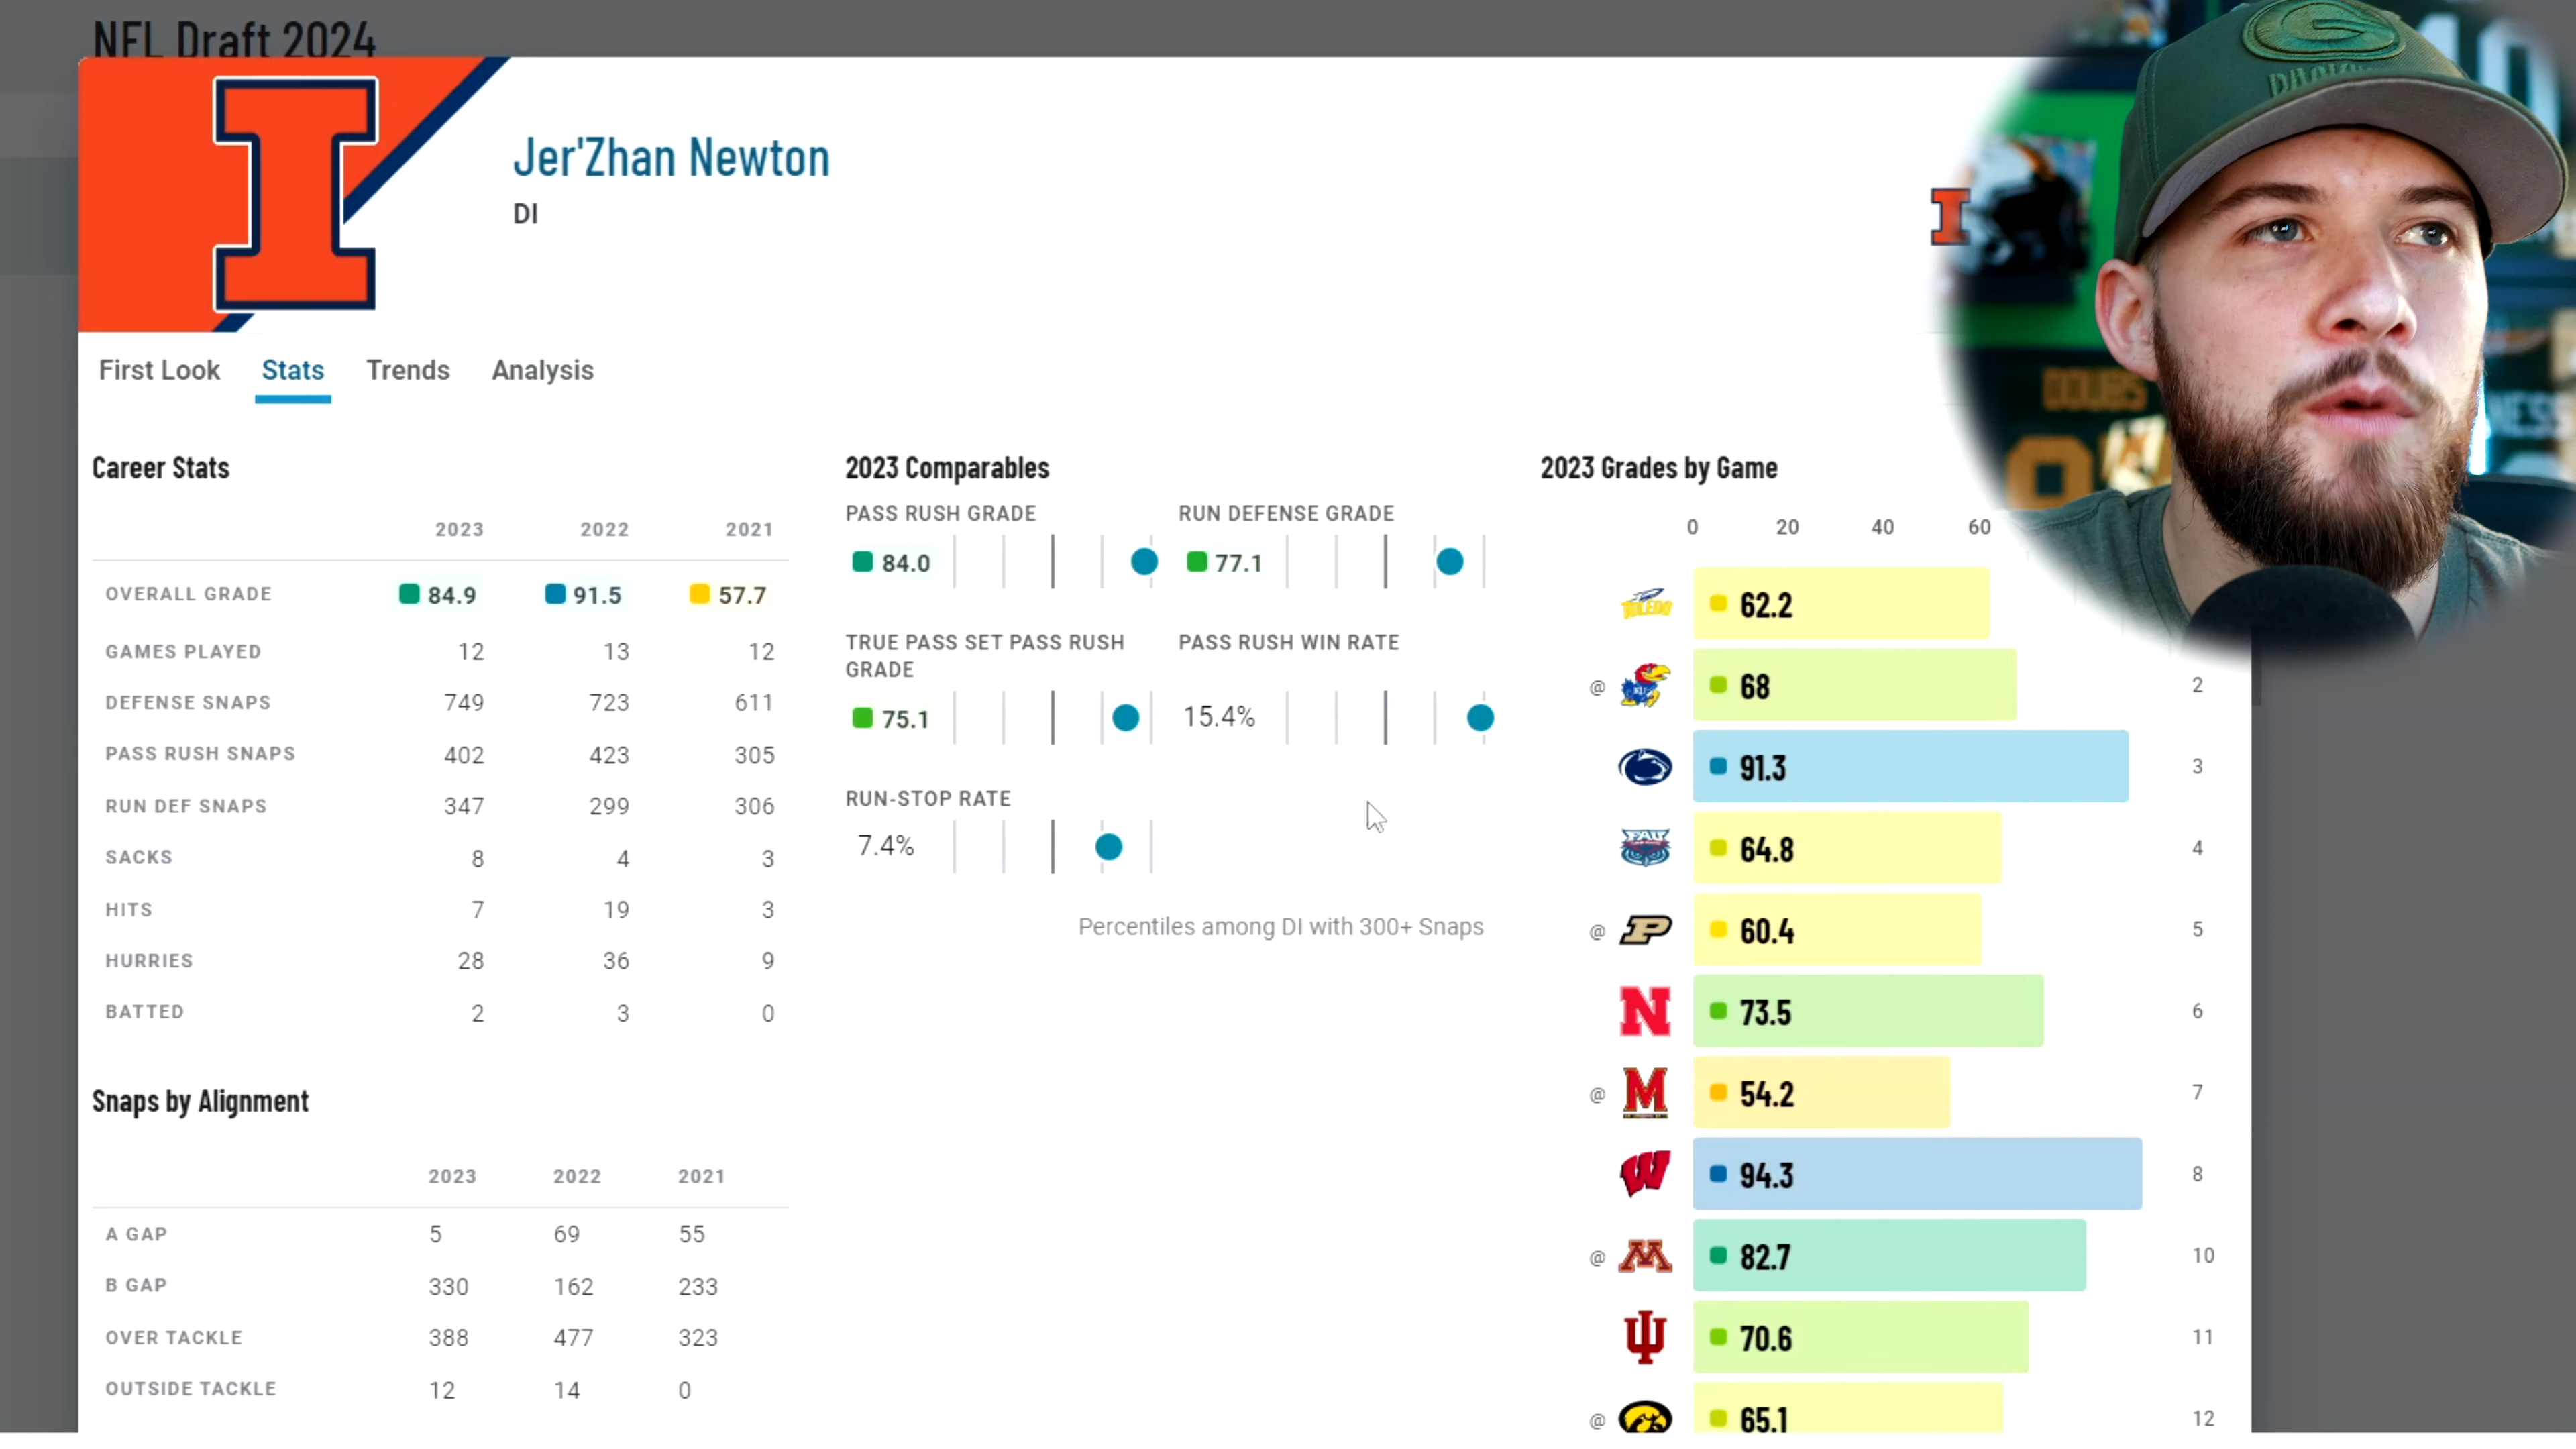 NFL Draft 2024
Jer'Zhan Newton
DI
First Look Stats Trends Analysis
Career Stats
2023 2022 2021
OVERALL GRADE 84.9 91.5 57.7
GAMES PLAYED 12 13 12
DEFENSE SNAPS 749 723 611
PASS RUSH SNAPS 402 423 305
RUN DEF SNAPS 347 299 306
SACKS 8 4 3
HITS 7 19 3
HURRIES 28 36 9
BATTED 2 3 0
Snaps by Alignment
2023 2022 2021
A GAP 5 69 55
B GAP 330 162 233
OVER TACKLE 388 477 323
OUTSIDE TACKLE 12 14 0
2023 Comparables
PASS RUSH GRADE RUN DEFENSE GRADE
84.0 77.1
TRUE PASS SET PASS RUSH PASS RUSH WIN RATE
GRADE
75.1 15.4%
RUN-STOP RATE
7.4%
Percentiles among DI with 300+ Snaps
2023 Grades by Game
0 20 40 60
TOLEDO 62.2
@ 68 2
91.3 3
FAU 64.8 4
@ P 60.4 5
N 73.5 6
@ M 54.2 7
W 94.3 8
@ M 82.7 10
70.6 11
@ 65.1 12
I
I
G
DOUBS